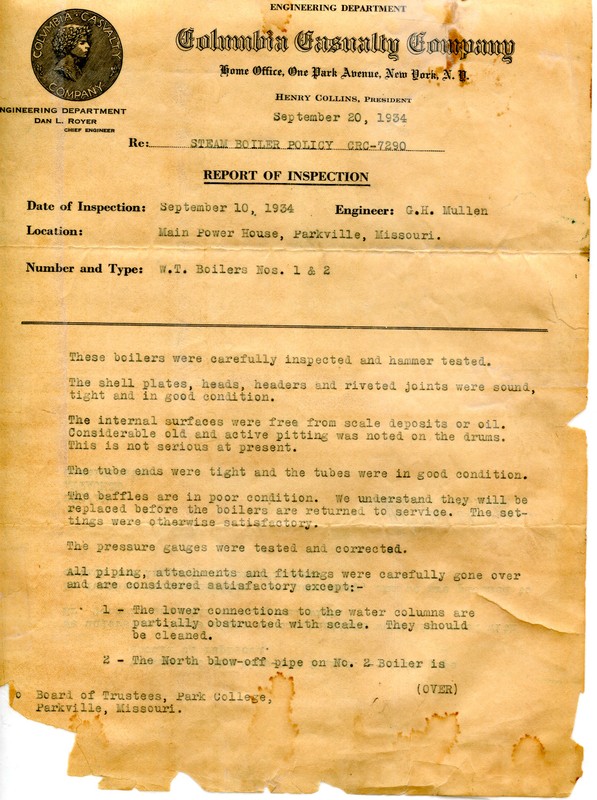 ENGINEERING DEPARTMENT
Columbia Casualty Company
Home Office, One Park Avenue, New York, N.Y.
HENRY COLLINS, PRESIDENT
COLUMBIA CASUALTY COMPANY
NGINEERING DEPARTMENT
DAN L. ROYER
CHIEF ENGINEER
September 20, 1934
Re: STEAM BOILER POLICY CRC-7290
REPORT OF INSPECTION
Date of Inspection: September 10, 1934 Engineer: G.H. Mullen
Location: Main Power House, Parkville, Missouri.
Number and Type: W.T. Boilers Nos. 1 & 2
These boilers were carefully inspected and hammer tested.
The shell plates, heads, headers and riveted joints were sound,
tight and in good condition.
The internal surfaces were free from scale deposits or oil.
Considerable old and active pitting was noted on the drums.
This is not serious at present.
The tube ends were tight and the tubes were in good condition.
The baffles are in poor condition. We understand they will be
replaced before the boilers are returned to service. The set-
tings were otherwise satisfactory.
The pressure gauges were tested and corrected.
All piping, attachments and fittings were carefully gone over
and are considered satisfactory except:-
1 - The lower connections to the water columns are
partially obstructed with scale. They should
be cleaned.
2 - The North blow-off pipe on No. 2 Boiler is
(OVER)
o Board of Trustees, Park College,
Parkville, Missouri.